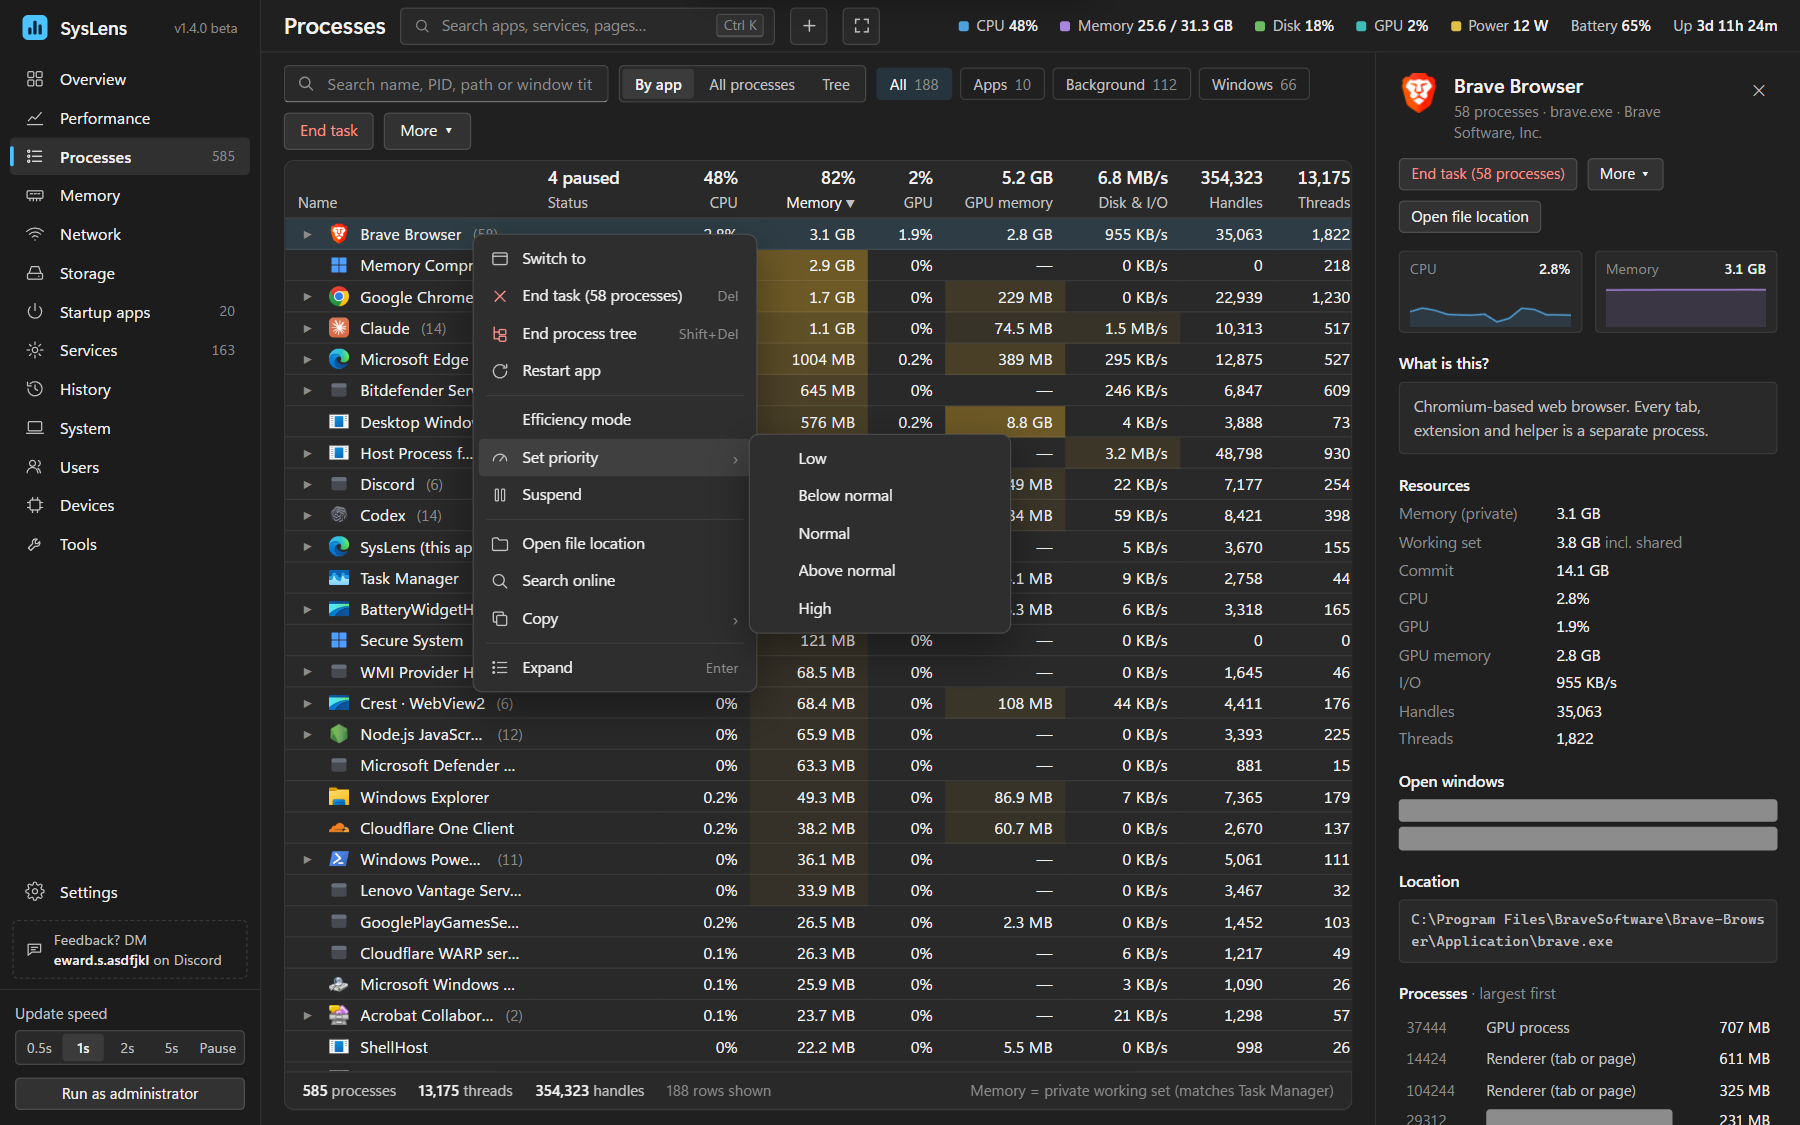 SysLens v1.4.0 beta
Overview
Performance
Processes 585
Memory
Network
Storage
Startup apps 20
Services 163
History
System
Users
Devices
Tools
Settings
Feedback? DM
eward.s.asdfjkl on Discord
Update speed
0.5s 1s 2s 5s Pause
Run as administrator
Processes
Search apps, services, pages... Ctrl K
CPU 48% Memory 25.6 / 31.3 GB Disk 18% GPU 2% Power 12 W Battery 65% Up 3d 11h 24m
Search name, PID, path or window tit
By app All processes Tree
All 188 Apps 10 Background 112 Windows 66
End task More
4 paused 48% 82% 2% 5.2 GB 6.8 MB/s 354,323 13,175
Name Status CPU Memory GPU GPU memory Disk & I/O Handles Threads
Brave Browser (58) 2.8% 3.1 GB 1.9% 2.8 GB 955 KB/s 35,063 1,822
Memory Compr 2.9 GB 0% — 0 KB/s 0 218
Google Chrome 1.7 GB 0% 229 MB 0 KB/s 22,939 1,230
Claude (14) 1.1 GB 0% 74.5 MB 1.5 MB/s 10,313 517
Microsoft Edge 1004 MB 0.2% 389 MB 295 KB/s 12,875 527
Bitdefender Ser 645 MB 0% — 246 KB/s 6,847 609
Desktop Windo 576 MB 0.2% 8.8 GB 4 KB/s 3,888 73
Host Process f... — 3.2 MB/s 48,798 930
Discord (6) 49 MB 22 KB/s 7,177 254
Codex (14) 34 MB 59 KB/s 8,421 398
SysLens (this ap — 5 KB/s 3,670 155
Task Manager .1 MB 9 KB/s 2,758 44
BatteryWidgetH .3 MB 6 KB/s 3,318 165
Secure System 121 MB 0% — 0 KB/s 0 0
WMI Provider H 68.5 MB 0% — 0 KB/s 1,645 46
Crest · WebView2 (6) 0% 68.4 MB 0% 108 MB 44 KB/s 4,411 176
Node.js JavaScr... (12) 0% 65.9 MB 0% — 0 KB/s 3,393 225
Microsoft Defender ... 0% 63.3 MB 0% — 0 KB/s 881 15
Windows Explorer 0.2% 49.3 MB 0% 86.9 MB 7 KB/s 7,365 179
Cloudflare One Client 0.2% 38.2 MB 0% 60.7 MB 0 KB/s 2,670 137
Windows Powe... (11) 0% 36.1 MB 0% — 0 KB/s 5,061 111
Lenovo Vantage Serv... 0% 33.9 MB 0% — 0 KB/s 3,467 32
GooglePlayGamesSe... 0.2% 26.5 MB 0% 2.3 MB 0 KB/s 1,452 103
Cloudflare WARP ser... 0.1% 26.3 MB 0% — 6 KB/s 1,217 49
Microsoft Windows ... 0.1% 25.9 MB 0% — 3 KB/s 1,090 26
Acrobat Collabor... (2) 0.1% 23.7 MB 0% — 21 KB/s 1,298 57
ShellHost 0% 22.2 MB 0% 5.5 MB 0 KB/s 998 26
585 processes 13,175 threads 354,323 handles 188 rows shown Memory = private working set (matches Task Manager)
Switch to
End task (58 processes) Del
End process tree Shift+Del
Restart app
Efficiency mode
Set priority
Suspend
Open file location
Search online
Copy
Expand Enter
Low
Below normal
Normal
Above normal
High
Brave Browser
58 processes · brave.exe · Brave
Software, Inc.
End task (58 processes) More
Open file location
CPU 2.8% Memory 3.1 GB
What is this?
Chromium-based web browser. Every tab,
extension and helper is a separate process.
Resources
Memory (private) 3.1 GB
Working set 3.8 GB incl. shared
Commit 14.1 GB
CPU 2.8%
GPU 1.9%
GPU memory 2.8 GB
I/O 955 KB/s
Handles 35,063
Threads 1,822
Open windows
Location
C:\Program Files\BraveSoftware\Brave-Brows
er\Application\brave.exe
Processes · largest first
37444 GPU process 707 MB
14424 Renderer (tab or page) 611 MB
104244 Renderer (tab or page) 325 MB
29312 231 MB